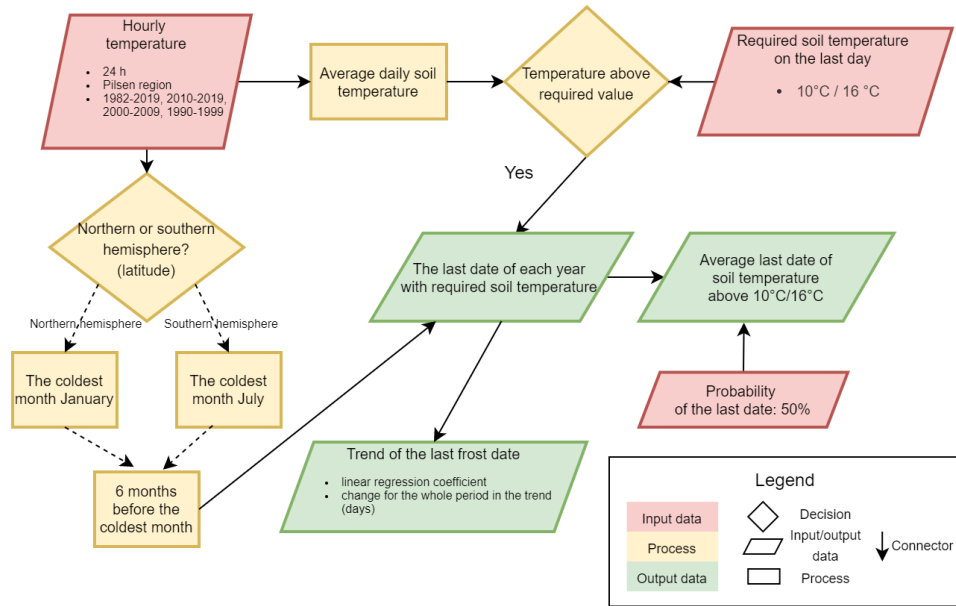 Hourly
temperature
• 24 h
• Pilsen region
• 1982-2019, 2010-2019,
2000-2009, 1990-1999
Average daily soil
temperature
Temperature above
required value
Required soil temperature
on the last day
• 10°C / 16 °C
Yes
Northern or southern
hemisphere?
(latitude)
Northern hemisphere
Southern hemisphere
The coldest
month January
The coldest
month July
6 months
before the
coldest month
The last date of each year
with required soil temperature
Average last date of
soil temperature
above 10°C/16°C
Probability
of the last date: 50%
Trend of the last frost date
• linear regression coefficient
• change for the whole period in the trend
(days)
Legend
Input data
Process
Output data
Decision
Input/output
data
Process
Connector